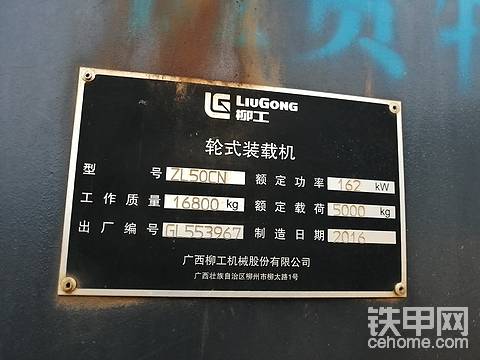 LIUGONG
柳工
轮式装载机
型号 ZL50CN 额定功率 162 kW
工作质量 16800 kg 额定载荷 5000 kg
出厂编号 GL553967 制造日期 2016
广西柳工机械股份有限公司
广西壮族自治区柳州市柳太路1号
铁甲网
cehome.com